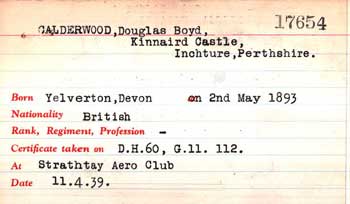 17654
CALDERWOOD,Douglas Boyd,
Kinnaird Castle,
Inchture,Perthshire.
Born Yelverton,Devon on 2nd May 1893
Nationality British
Rank, Regiment, Profession -
Certificate taken on D.H.60, G.11. 112.
At Strathtay Aero Club
Date 11.4.39.